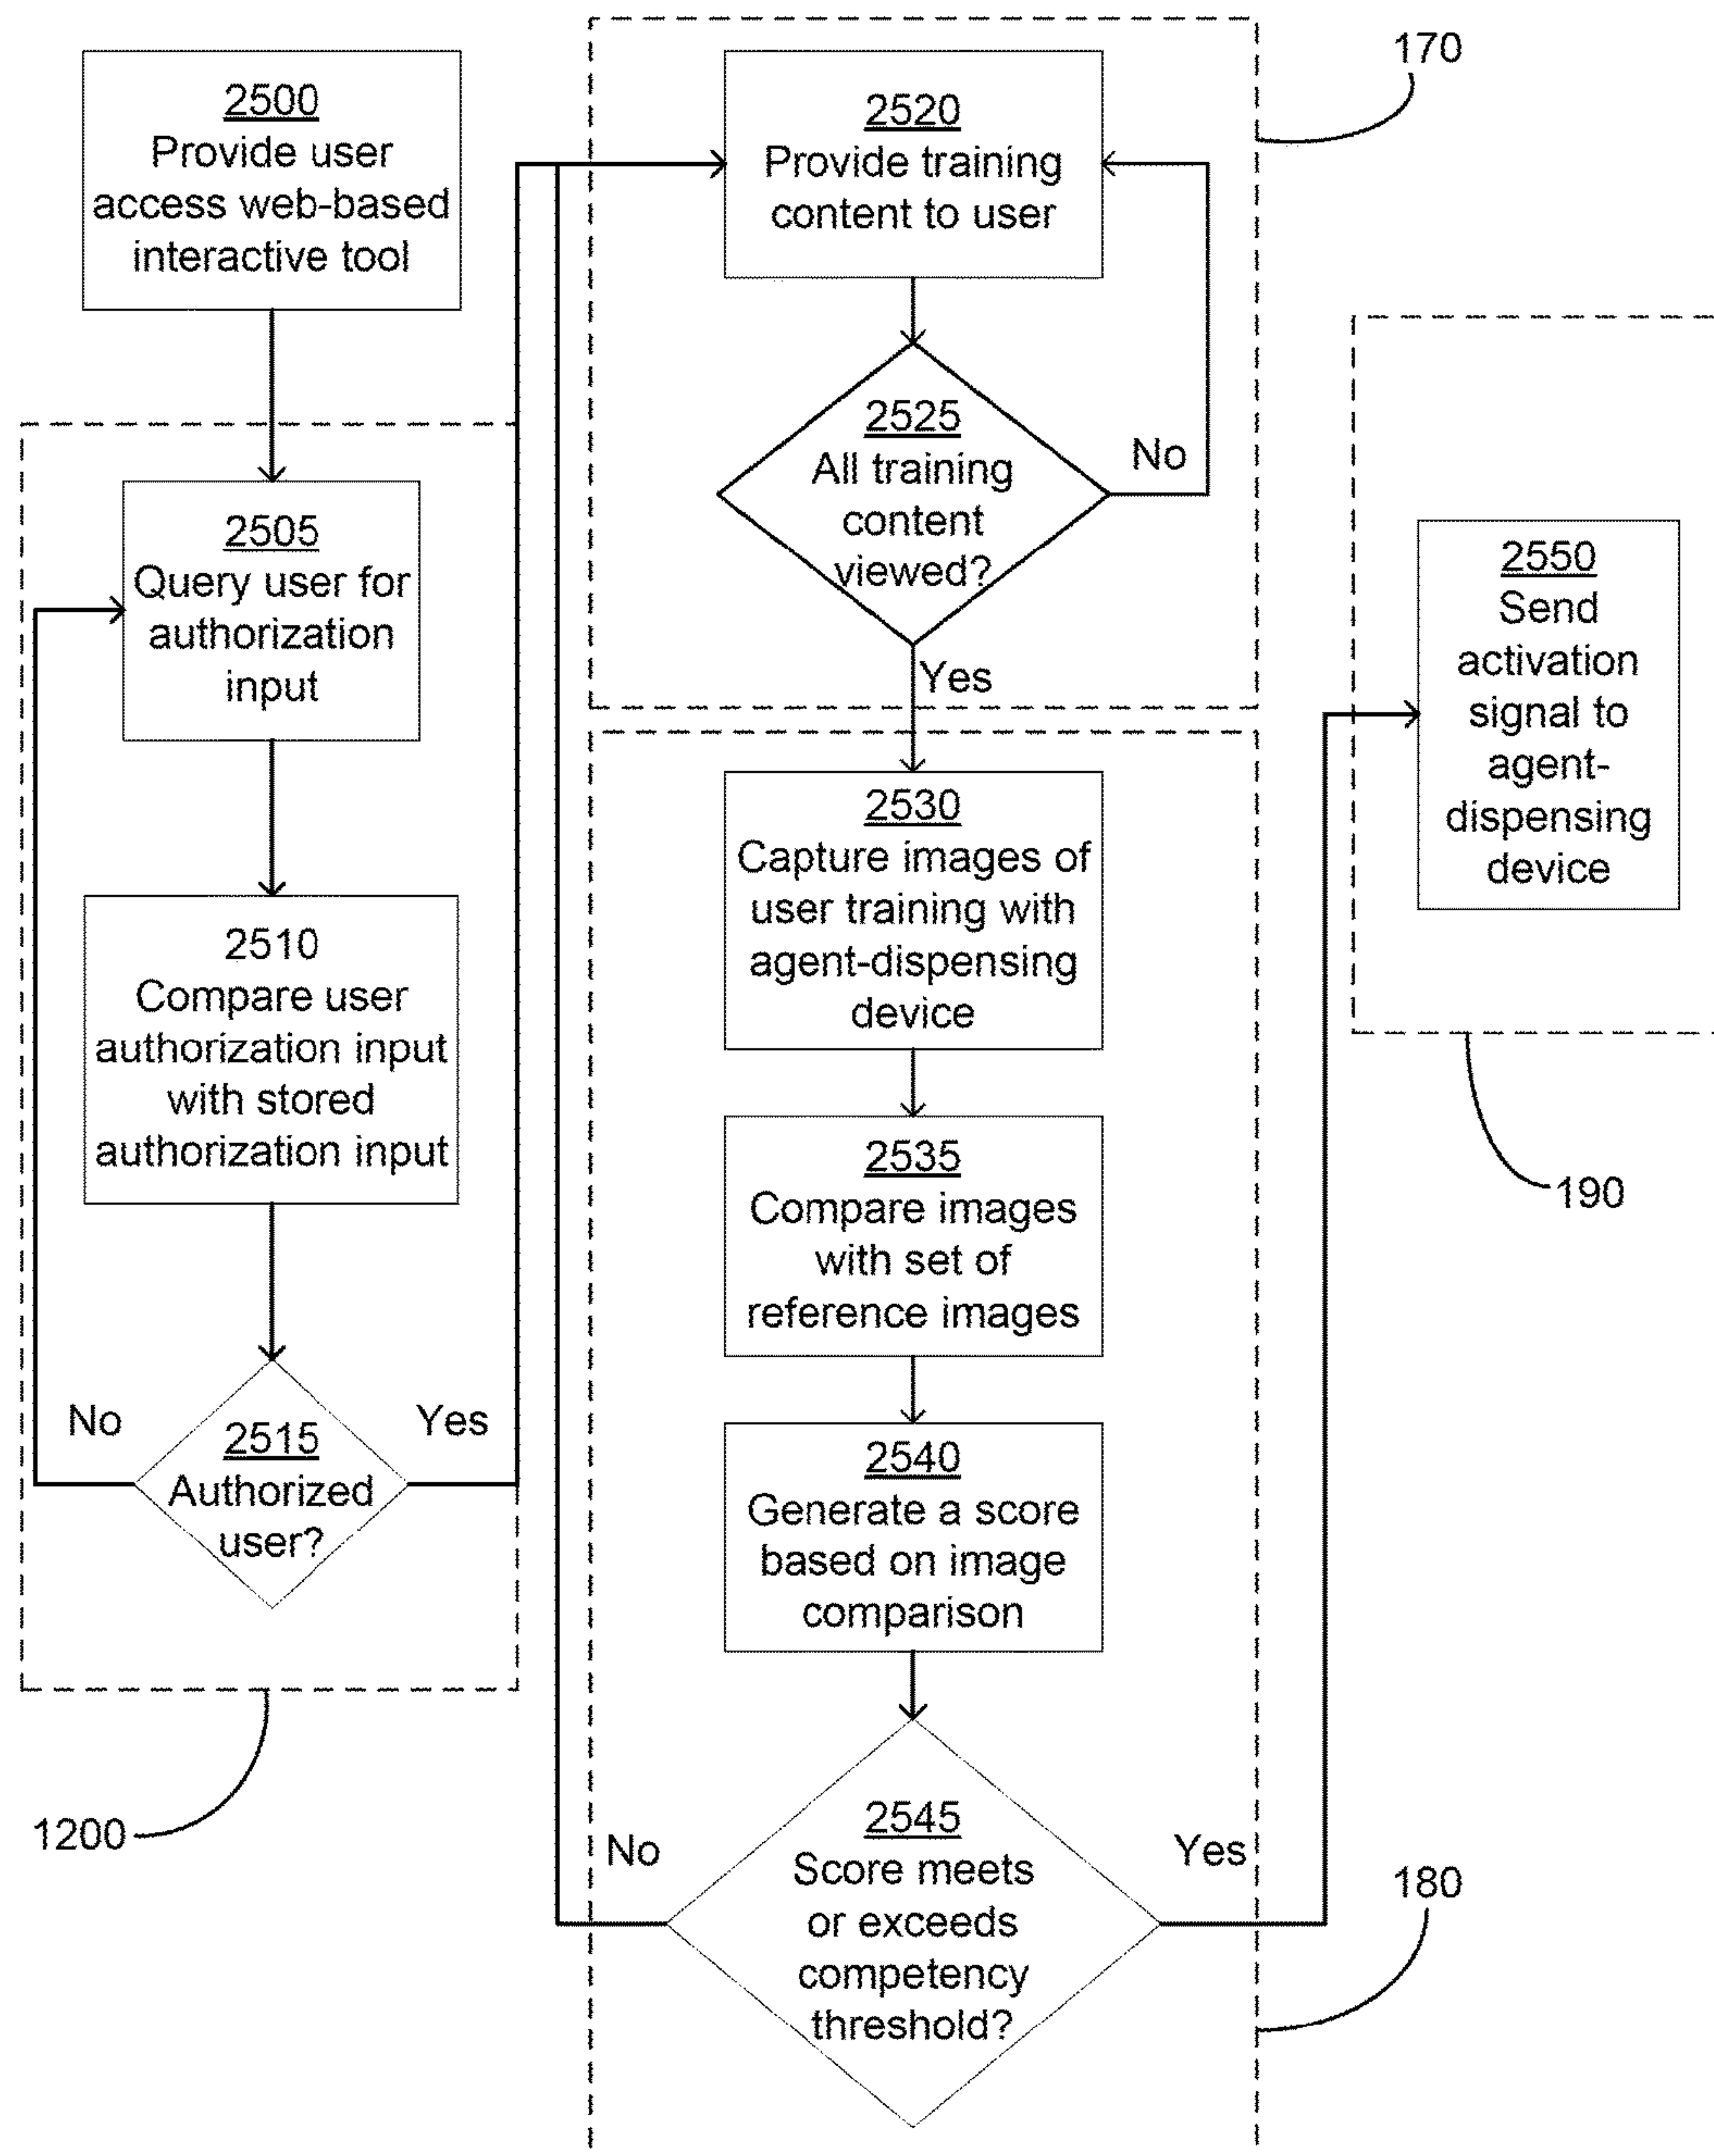 2500
Provide user
access web-based
interactive tool
2505
Query user for
authorization
input
2510
Compare user
authorization input
with stored
authorization input
No
Yes
2515
Authorized
user?
1200
170
2520
Provide training
content to user
2525
All training
content
viewed?
No
Yes
2530
Capture images of
user training with
agent-dispensing
device
2535
Compare images
with set of
reference images
2540
Generate a score
based on image
comparison
2545
Score meets
or exceeds
competency
threshold?
No
Yes
180
2550
Send
activation
signal to
agent-
dispensing
device
190